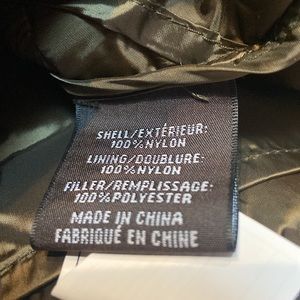 SHELL/EXTÉRIEUR:
100%NYLON
LINING/DOUBLURE:
100%NYLON
FILLER/REMPLISSAGE:
100%POLYESTER
MADE IN CHINA
FABRIQUÉ EN CHINE